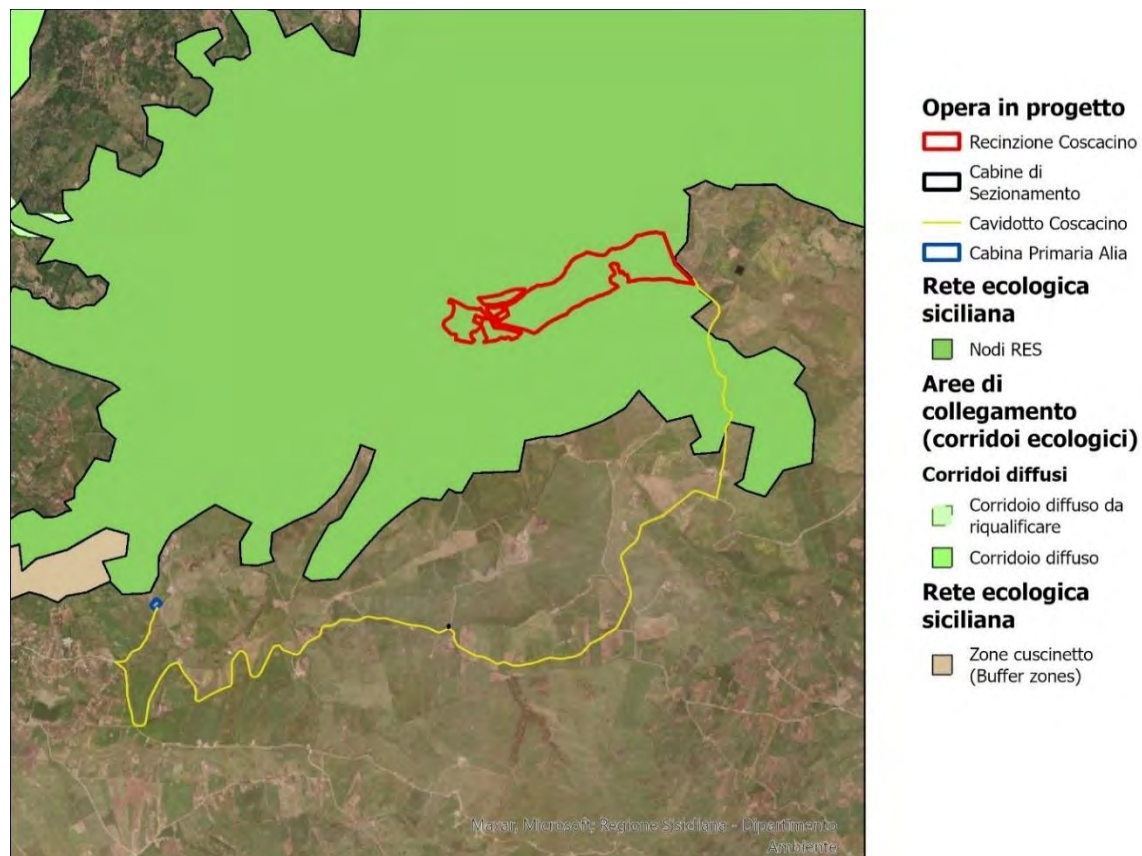 Opera in progetto
Recinzione Coscacino
Cabine di
Sezionamento
Cavidotto Coscacino
Cabina Primaria Alia
Rete ecologica
siciliana
Nodi RES
Aree di
collegamento
(corridoi ecologici)
Corridoi diffusi
Corridoio diffuso da
riqualificare
Corridoio diffuso
Rete ecologica
siciliana
Zone cuscinetto
(Buffer zones)
Maxar, Microsoft; Regione Sisidiana - Dipartimento
Ambiente